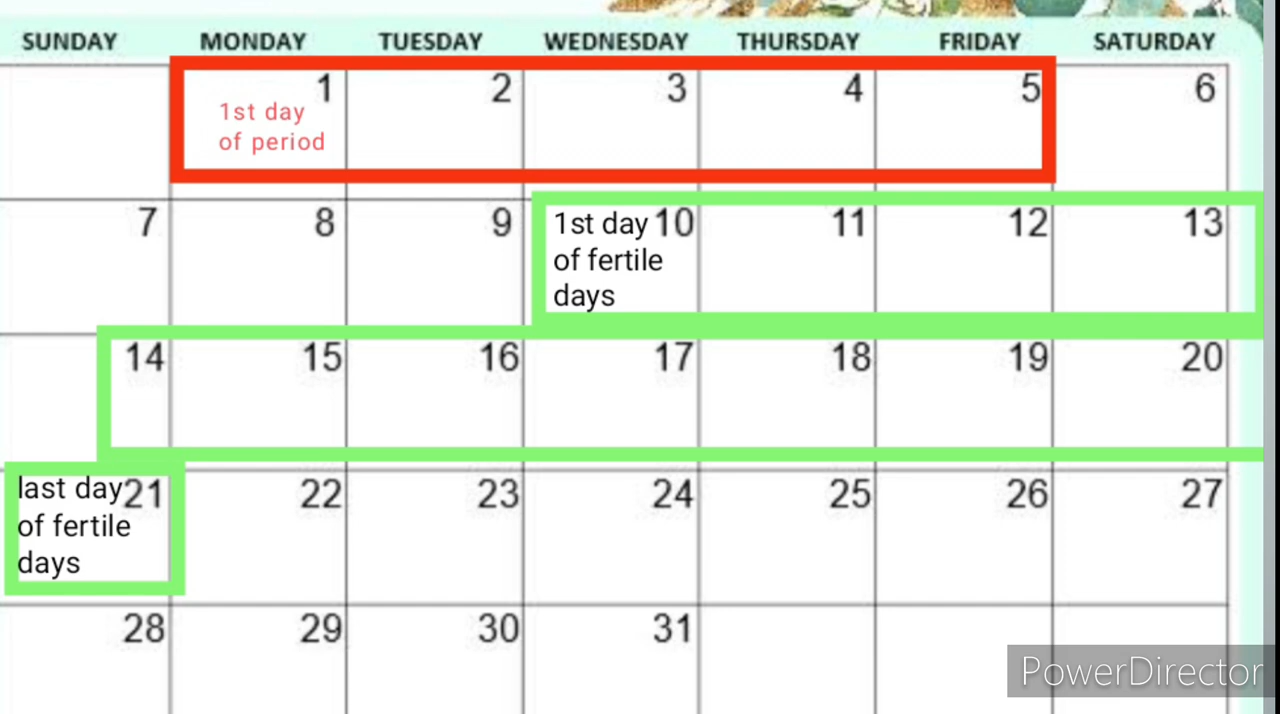 SUNDAY MONDAY TUESDAY WEDNESDAY THURSDAY FRIDAY SATURDAY
1 2 3 4 5 6
1st day
of period
7 8 9 10 11 12 13
1st day
of fertile
days
14 15 16 17 18 19 20
21 22 23 24 25 26 27
last day
of fertile
days
28 29 30 31
PowerDirector